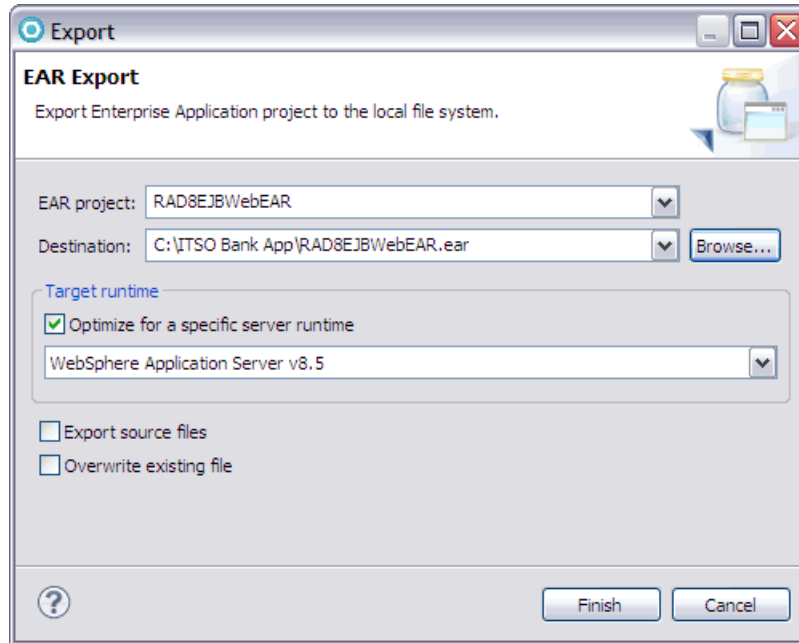 Export
EAR Export
Export Enterprise Application project to the local file system.
EAR project: RAD8EJBWebEAR
Destination: C:\ITSO Bank App\RAD8EJBWebEAR.ear Browse...
Target runtime
Optimize for a specific server runtime
WebSphere Application Server v8.5
Export source files
Overwrite existing file
? Finish Cancel